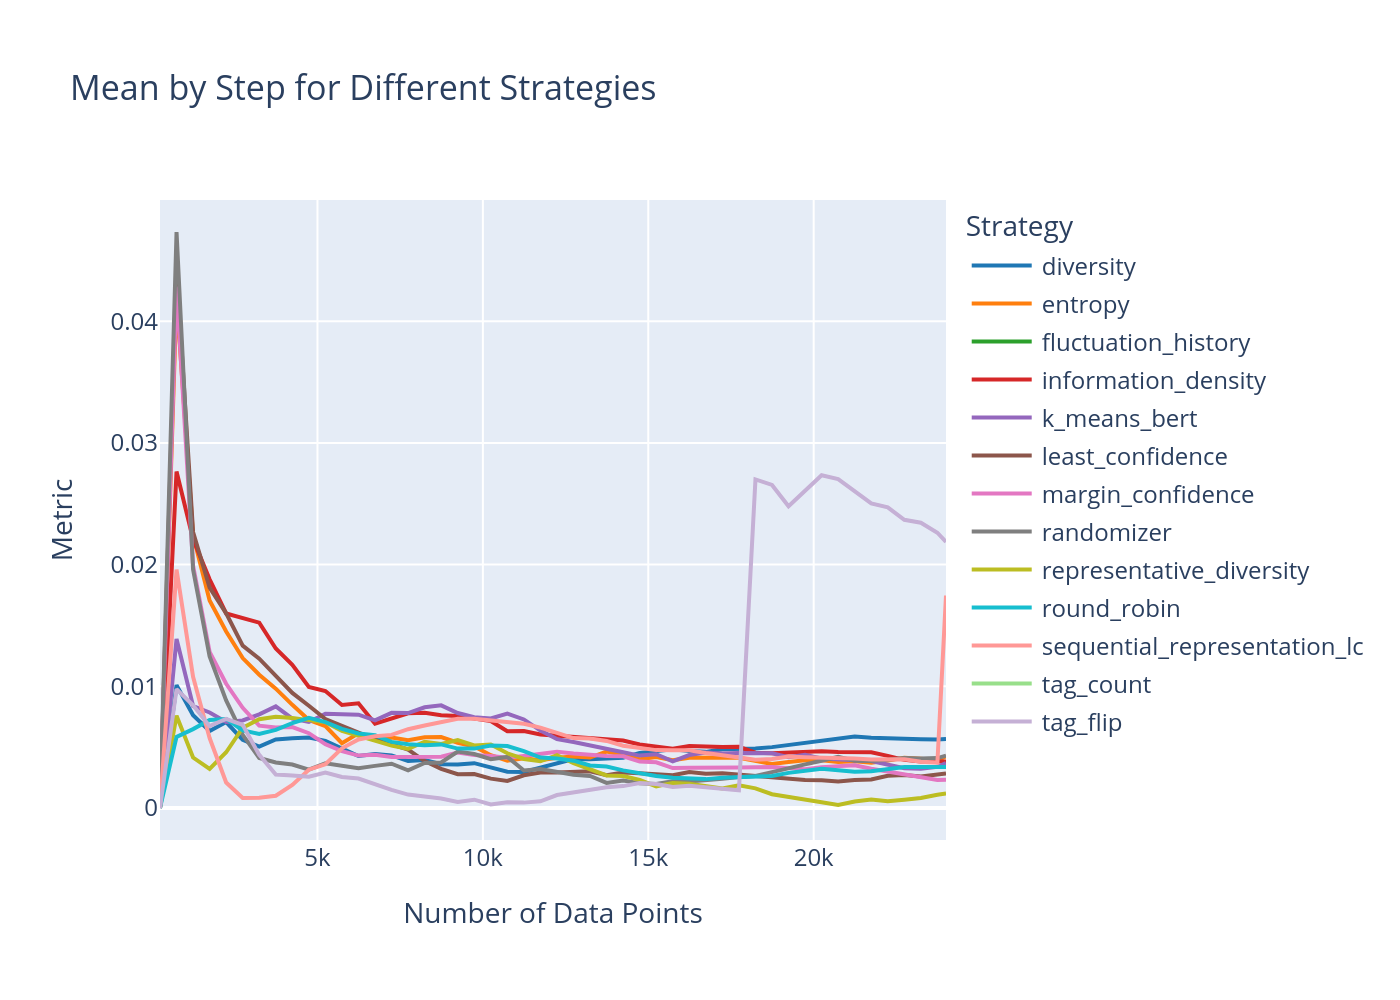 Mean by Step for Different Strategies
Strategy
diversity
entropy
fluctuation_history
information_density
k_means_bert
least_confidence
margin_confidence
randomizer
representative_diversity
round_robin
sequential_representation_lc
tag_count
tag_flip
Metric
0.04
0.03
0.02
0.01
0
5k 10k 15k 20k
Number of Data Points